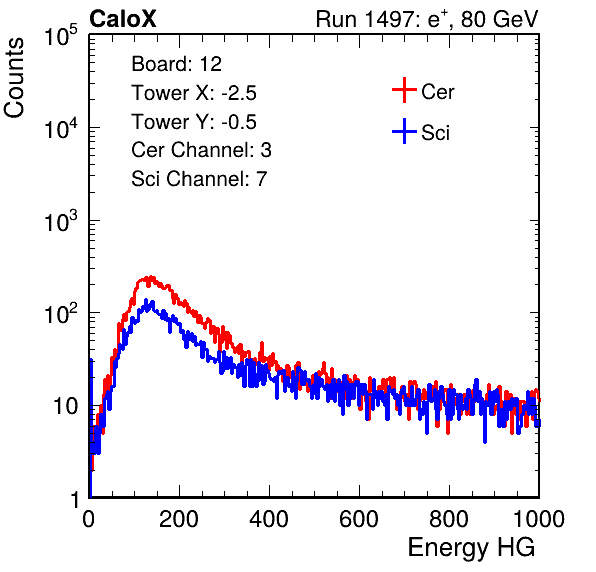 CaloX Run 1497: e⁺, 80 GeV
Board: 12
Tower X: -2.5
Tower Y: -0.5
Cer Channel: 3
Sci Channel: 7
Cer
Sci
Counts
10⁵
10⁴
10³
10²
10
1
0 200 400 600 800 1000
Energy HG